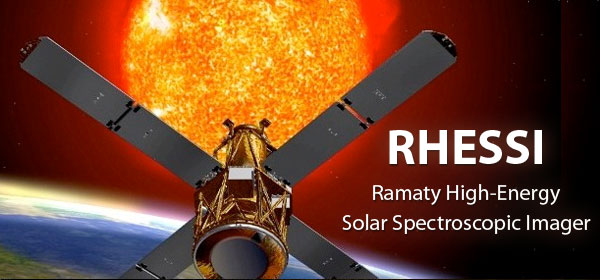 RHESSI
Ramaty High-Energy
Solar Spectroscopic Imager